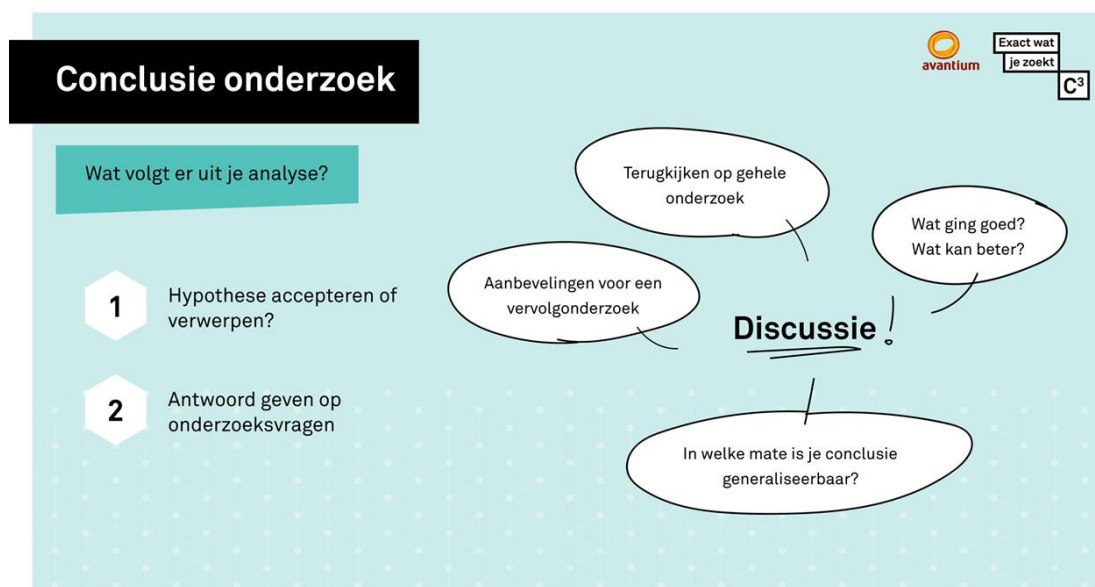 Conclusie onderzoek
avantium
Exact wat
je zoekt
C³
Wat volgt er uit je analyse?
1
Hypothese accepteren of
verwerpen?
2
Antwoord geven op
onderzoeksvragen
Terugkijken op gehele
onderzoek
Wat ging goed?
Wat kan beter?
Aanbevelingen voor een
vervolgonderzoek
Discussie!
In welke mate is je conclusie
generaliseerbaar?